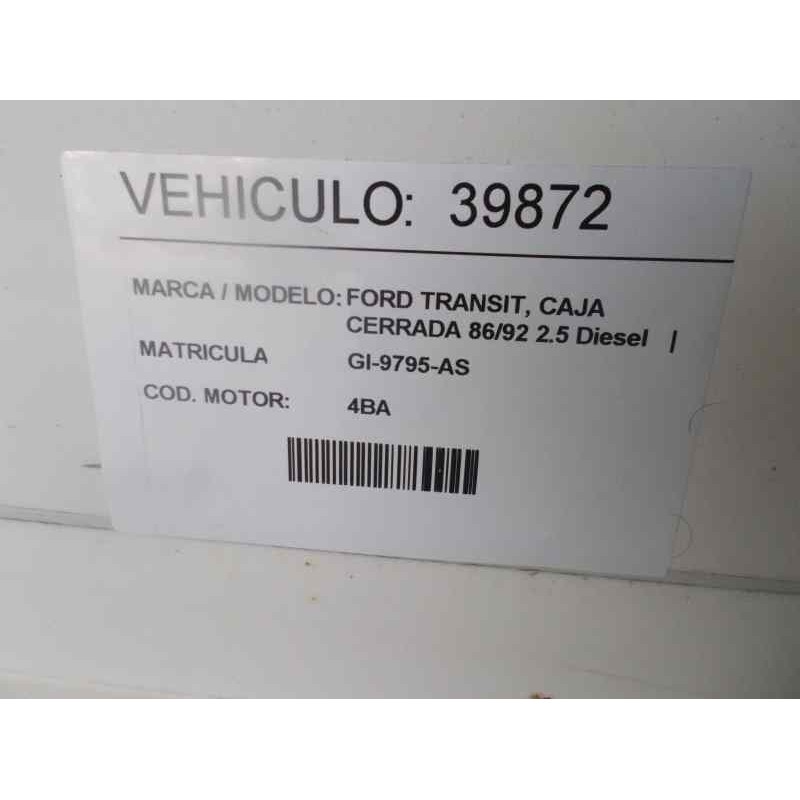 VEHICULO: 39872
MARCA / MODELO: FORD TRANSIT, CAJA
CERRADA 86/92 2.5 Diesel |
MATRICULA GI-9795-AS
COD. MOTOR: 4BA